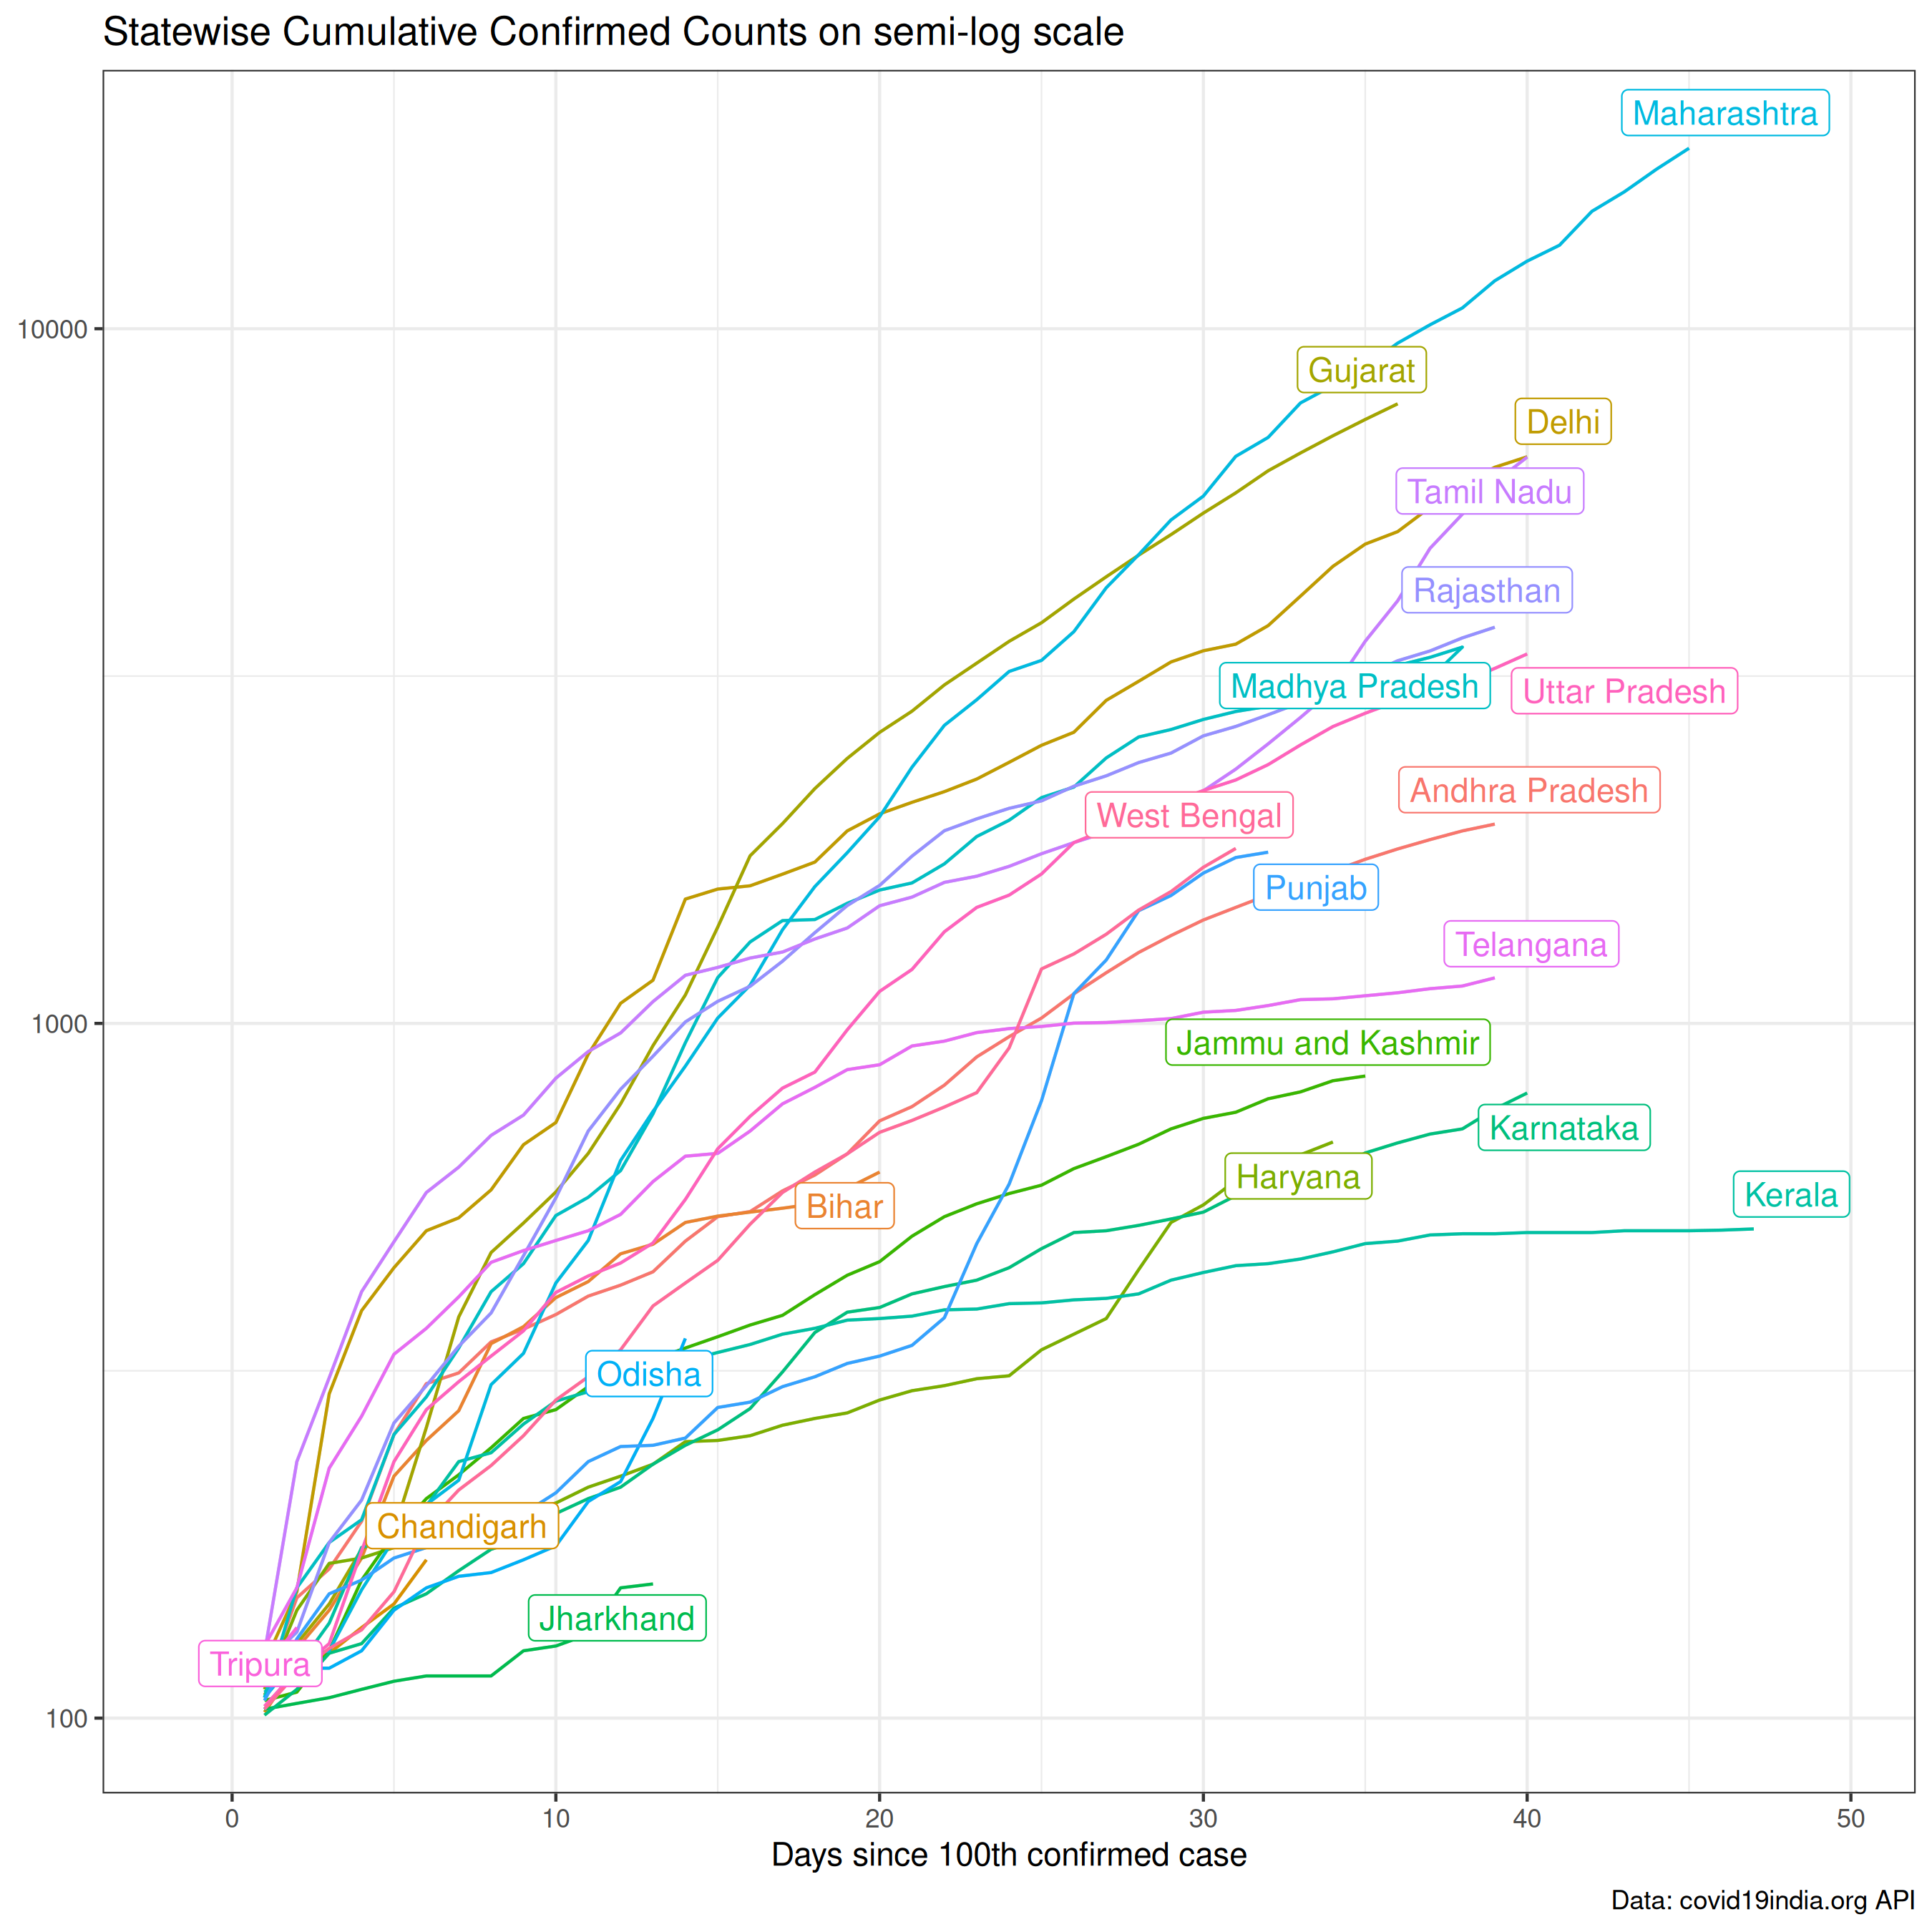 Statewise Cumulative Confirmed Counts on semi-log scale
Maharashtra
10000
Gujarat
Delhi
Tamil Nadu
Rajasthan
Madhya Pradesh
Uttar Pradesh
Andhra Pradesh
West Bengal
Punjab
Telangana
1000
Jammu and Kashmir
Karnataka
Haryana
Kerala
Bihar
Odisha
Chandigarh
Jharkhand
Tripura
100
0 10 20 30 40 50
Days since 100th confirmed case
Data: covid19india.org API